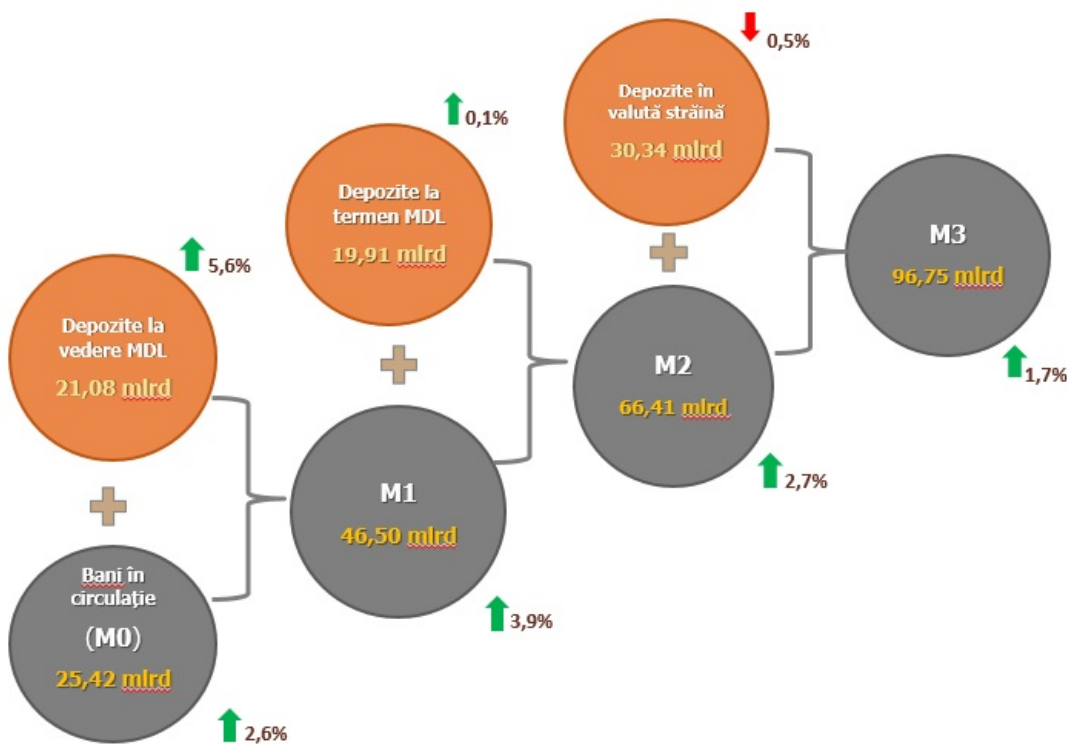 0,5%
Depozite în
valută străină
30,34 mlrd
0,1%
Depozite la
termen MDL
19,91 mlrd
M3
96,75 mlrd
5,6%
Depozite la
vedere MDL
21,08 mlrd
1,7%
M2
66,41 mlrd
2,7%
M1
46,50 mlrd
3,9%
Bani în
circulație
(M0)
25,42 mlrd
2,6%